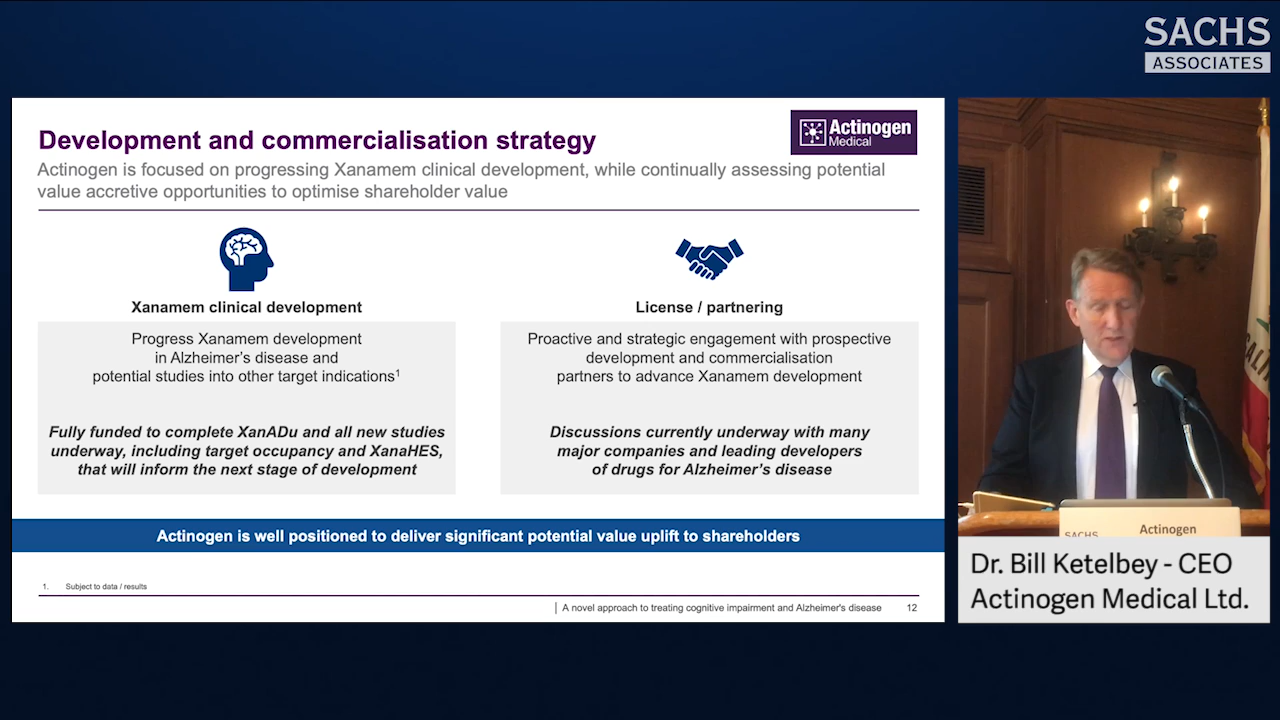 SACHS
ASSOCIATES
Development and commercialisation strategy
Actinogen
Medical
Actinogen is focused on progressing Xanamem clinical development, while continually assessing potential
value accretive opportunities to optimise shareholder value
Xanamem clinical development
Progress Xanamem development
in Alzheimer's disease and
potential studies into other target indications¹
Fully funded to complete XanADu and all new studies
underway, including target occupancy and XanaHES,
that will inform the next stage of development
License / partnering
Proactive and strategic engagement with prospective
development and commercialisation
partners to advance Xanamem development
Discussions currently underway with many
major companies and leading developers
of drugs for Alzheimer's disease
Actinogen is well positioned to deliver significant potential value uplift to shareholders
1. Subject to data / results
A novel approach to treating cognitive impairment and Alzheimer's disease 12
SACHS
Actinogen
Dr. Bill Ketelbey - CEO
Actinogen Medical Ltd.